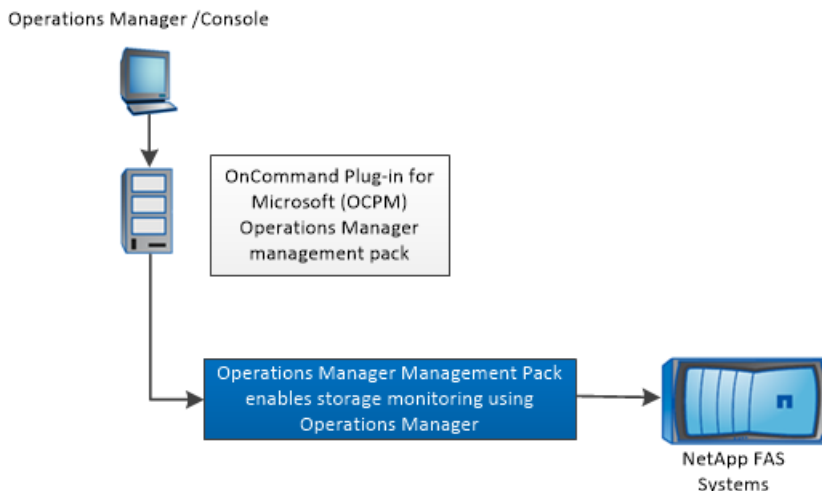 Operations Manager /Console
OnCommand Plug-in for
Microsoft (OCPM)
Operations Manager
management pack
Operations Manager Management Pack
enables storage monitoring using
Operations Manager
NetApp FAS
Systems